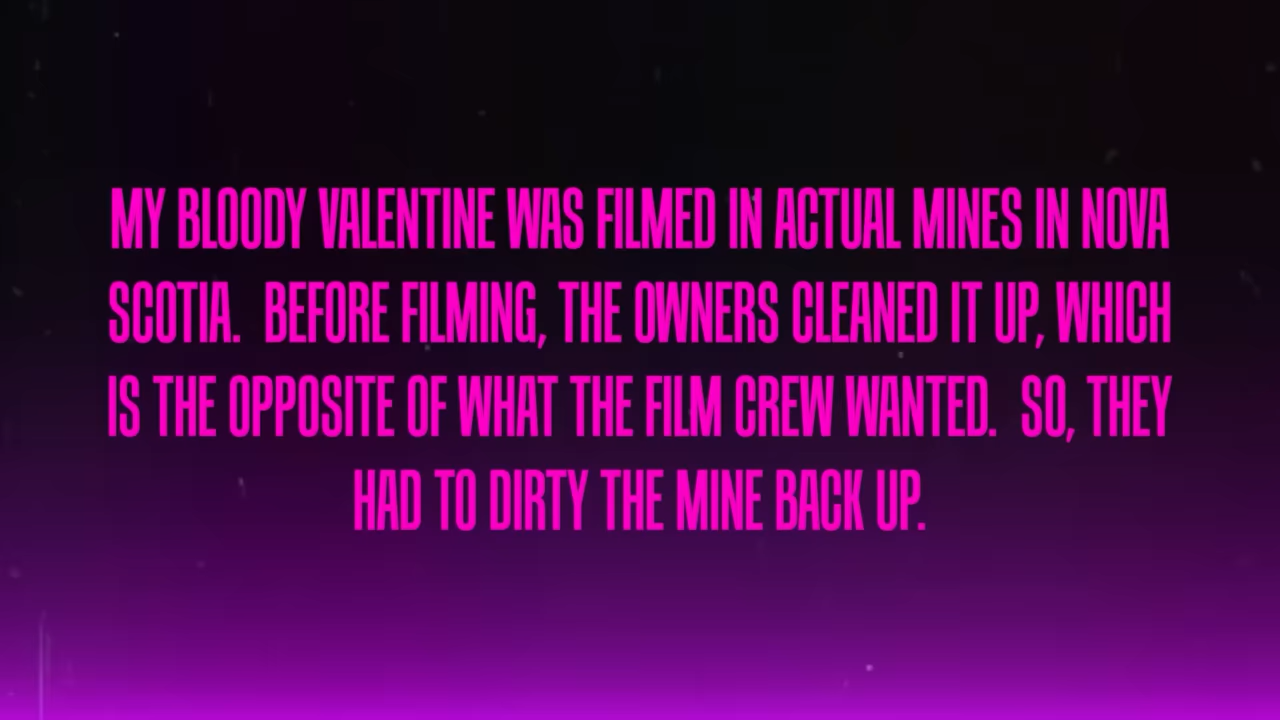 MY BLOODY VALENTINE WAS FILMED IN ACTUAL MINES IN NOVA
SCOTIA.  BEFORE FILMING, THE OWNERS CLEANED IT UP, WHICH
IS THE OPPOSITE OF WHAT THE FILM CREW WANTED.  SO, THEY
HAD TO DIRTY THE MINE BACK UP.